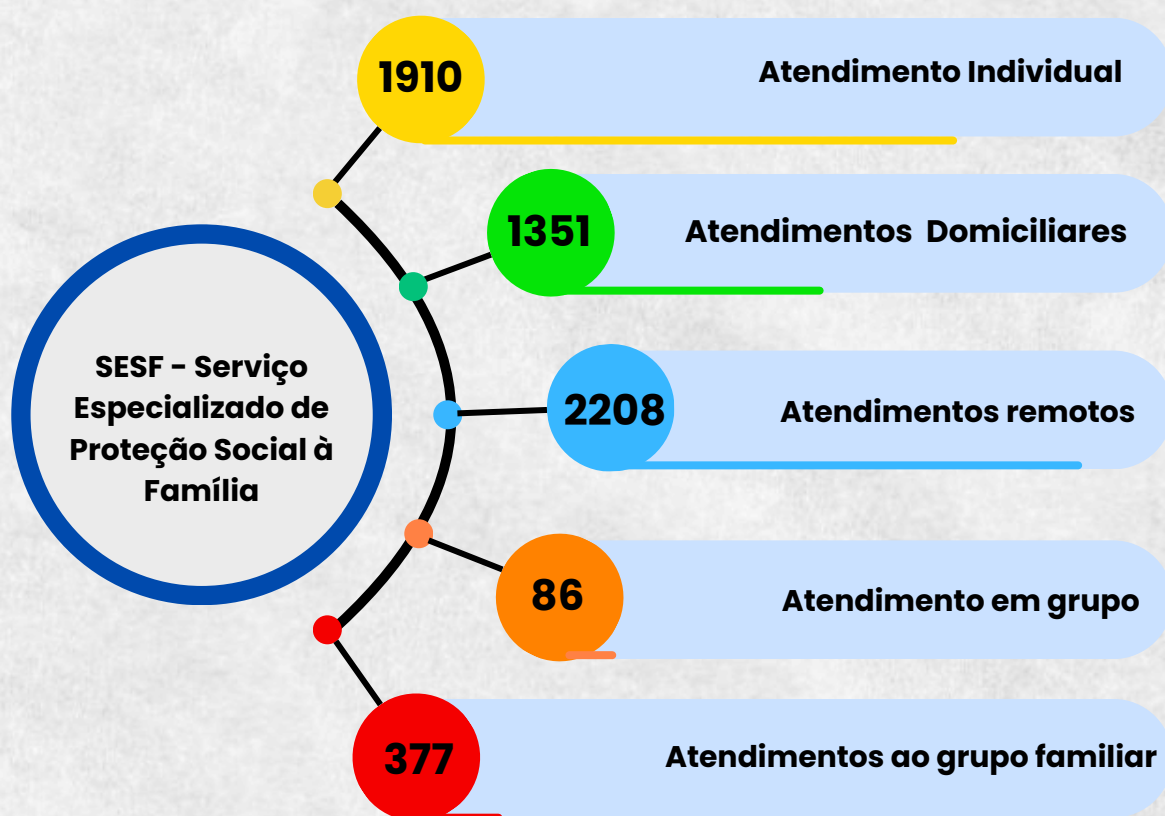 1910
Atendimento Individual
1351
Atendimentos Domiciliares
SESF - Serviço
Especializado de
Proteção Social à
Família
2208
Atendimentos remotos
86
Atendimento em grupo
377
Atendimentos ao grupo familiar